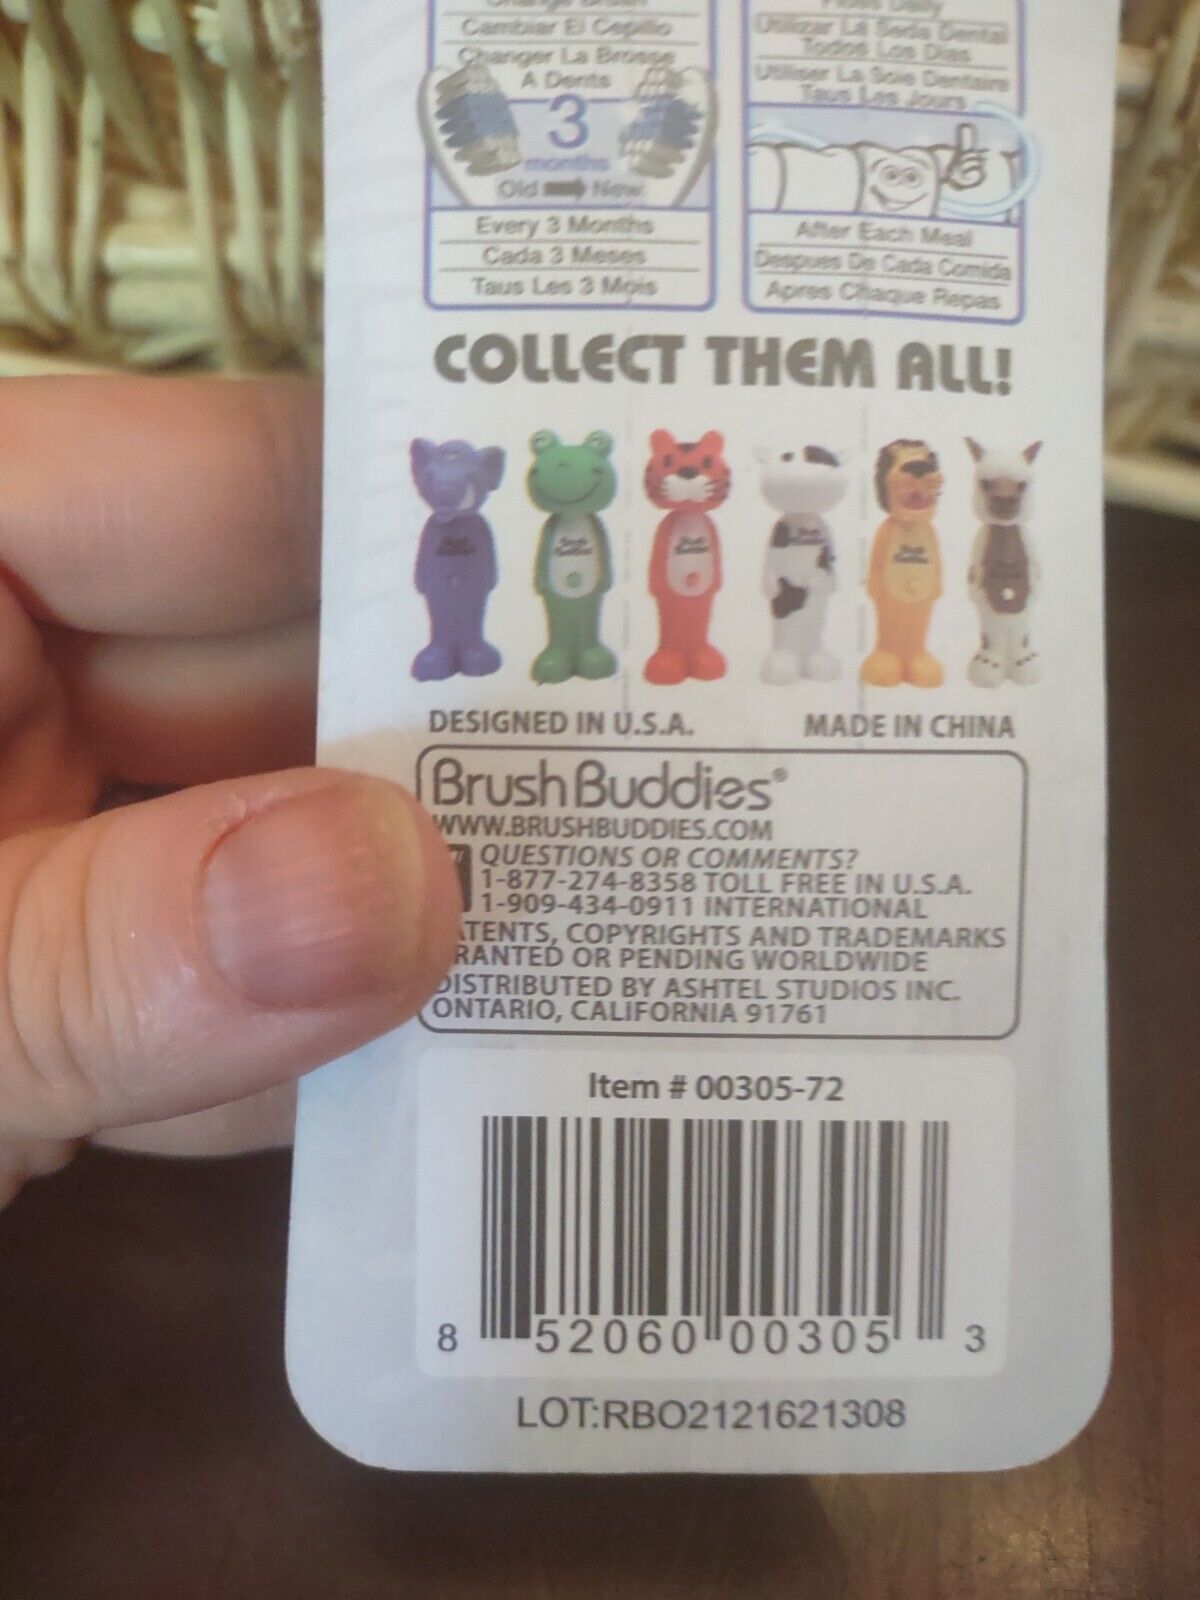 Change Brush
Cambiar El Cepillo
Changer La Brosse
A Dents
3
months
Old New
Every 3 Months
Cada 3 Meses
Taus Les 3 Mois
Floss Daily
Utilizar La Seda Dental
Todos Los Dias
Utiliser La Soie Dentaire
Taus Les Jours
After Each Meal
Despues De Cada Comida
Apres Chaque Repas
COLLECT THEM ALL!
DESIGNED IN U.S.A. MADE IN CHINA
BrushBuddies®
WWW.BRUSHBUDDIES.COM
QUESTIONS OR COMMENTS?
1-877-274-8358 TOLL FREE IN U.S.A.
1-909-434-0911 INTERNATIONAL
ATENTS, COPYRIGHTS AND TRADEMARKS
RANTED OR PENDING WORLDWIDE
DISTRIBUTED BY ASHTEL STUDIOS INC.
ONTARIO, CALIFORNIA 91761
Item # 00305-72
8 52060 00305 3
LOT:RBO2121621308